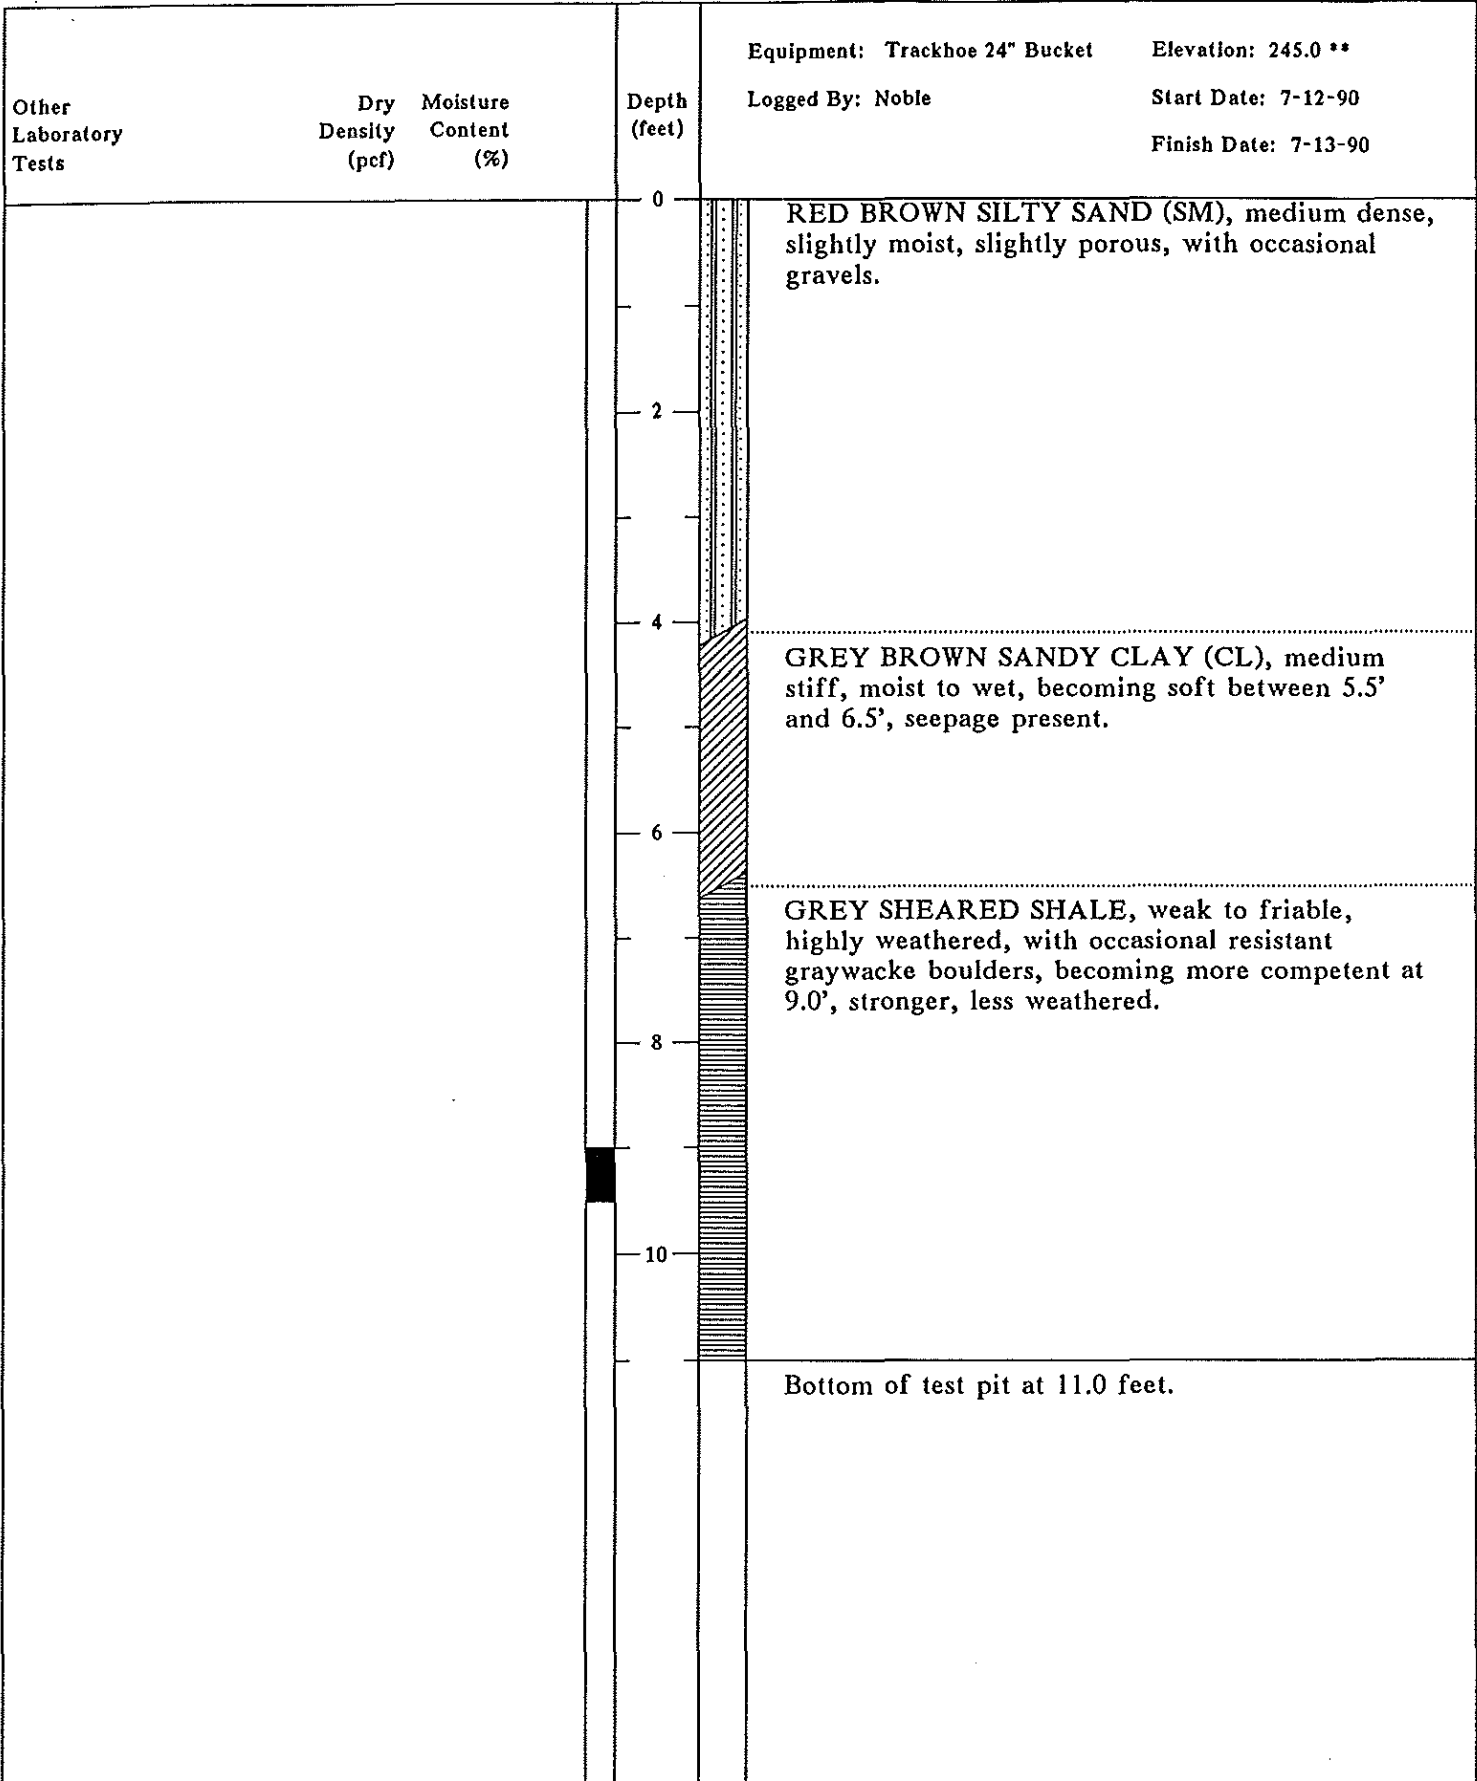 Equipment: Trackhoe 24" Bucket Elevation: 245.0 **
Logged By: Noble Start Date: 7-12-90
Finish Date: 7-13-90
Other Dry Moisture Depth
Laboratory Density Content (feet)
Tests (pcf) (%)
0
RED BROWN SILTY SAND (SM), medium dense,
slightly moist, slightly porous, with occasional
gravels.
2
4
GREY BROWN SANDY CLAY (CL), medium
stiff, moist to wet, becoming soft between 5.5’
and 6.5’, seepage present.
6
GREY SHEARED SHALE, weak to friable,
highly weathered, with occasional resistant
graywacke boulders, becoming more competent at
9.0’, stronger, less weathered.
8
10
Bottom of test pit at 11.0 feet.